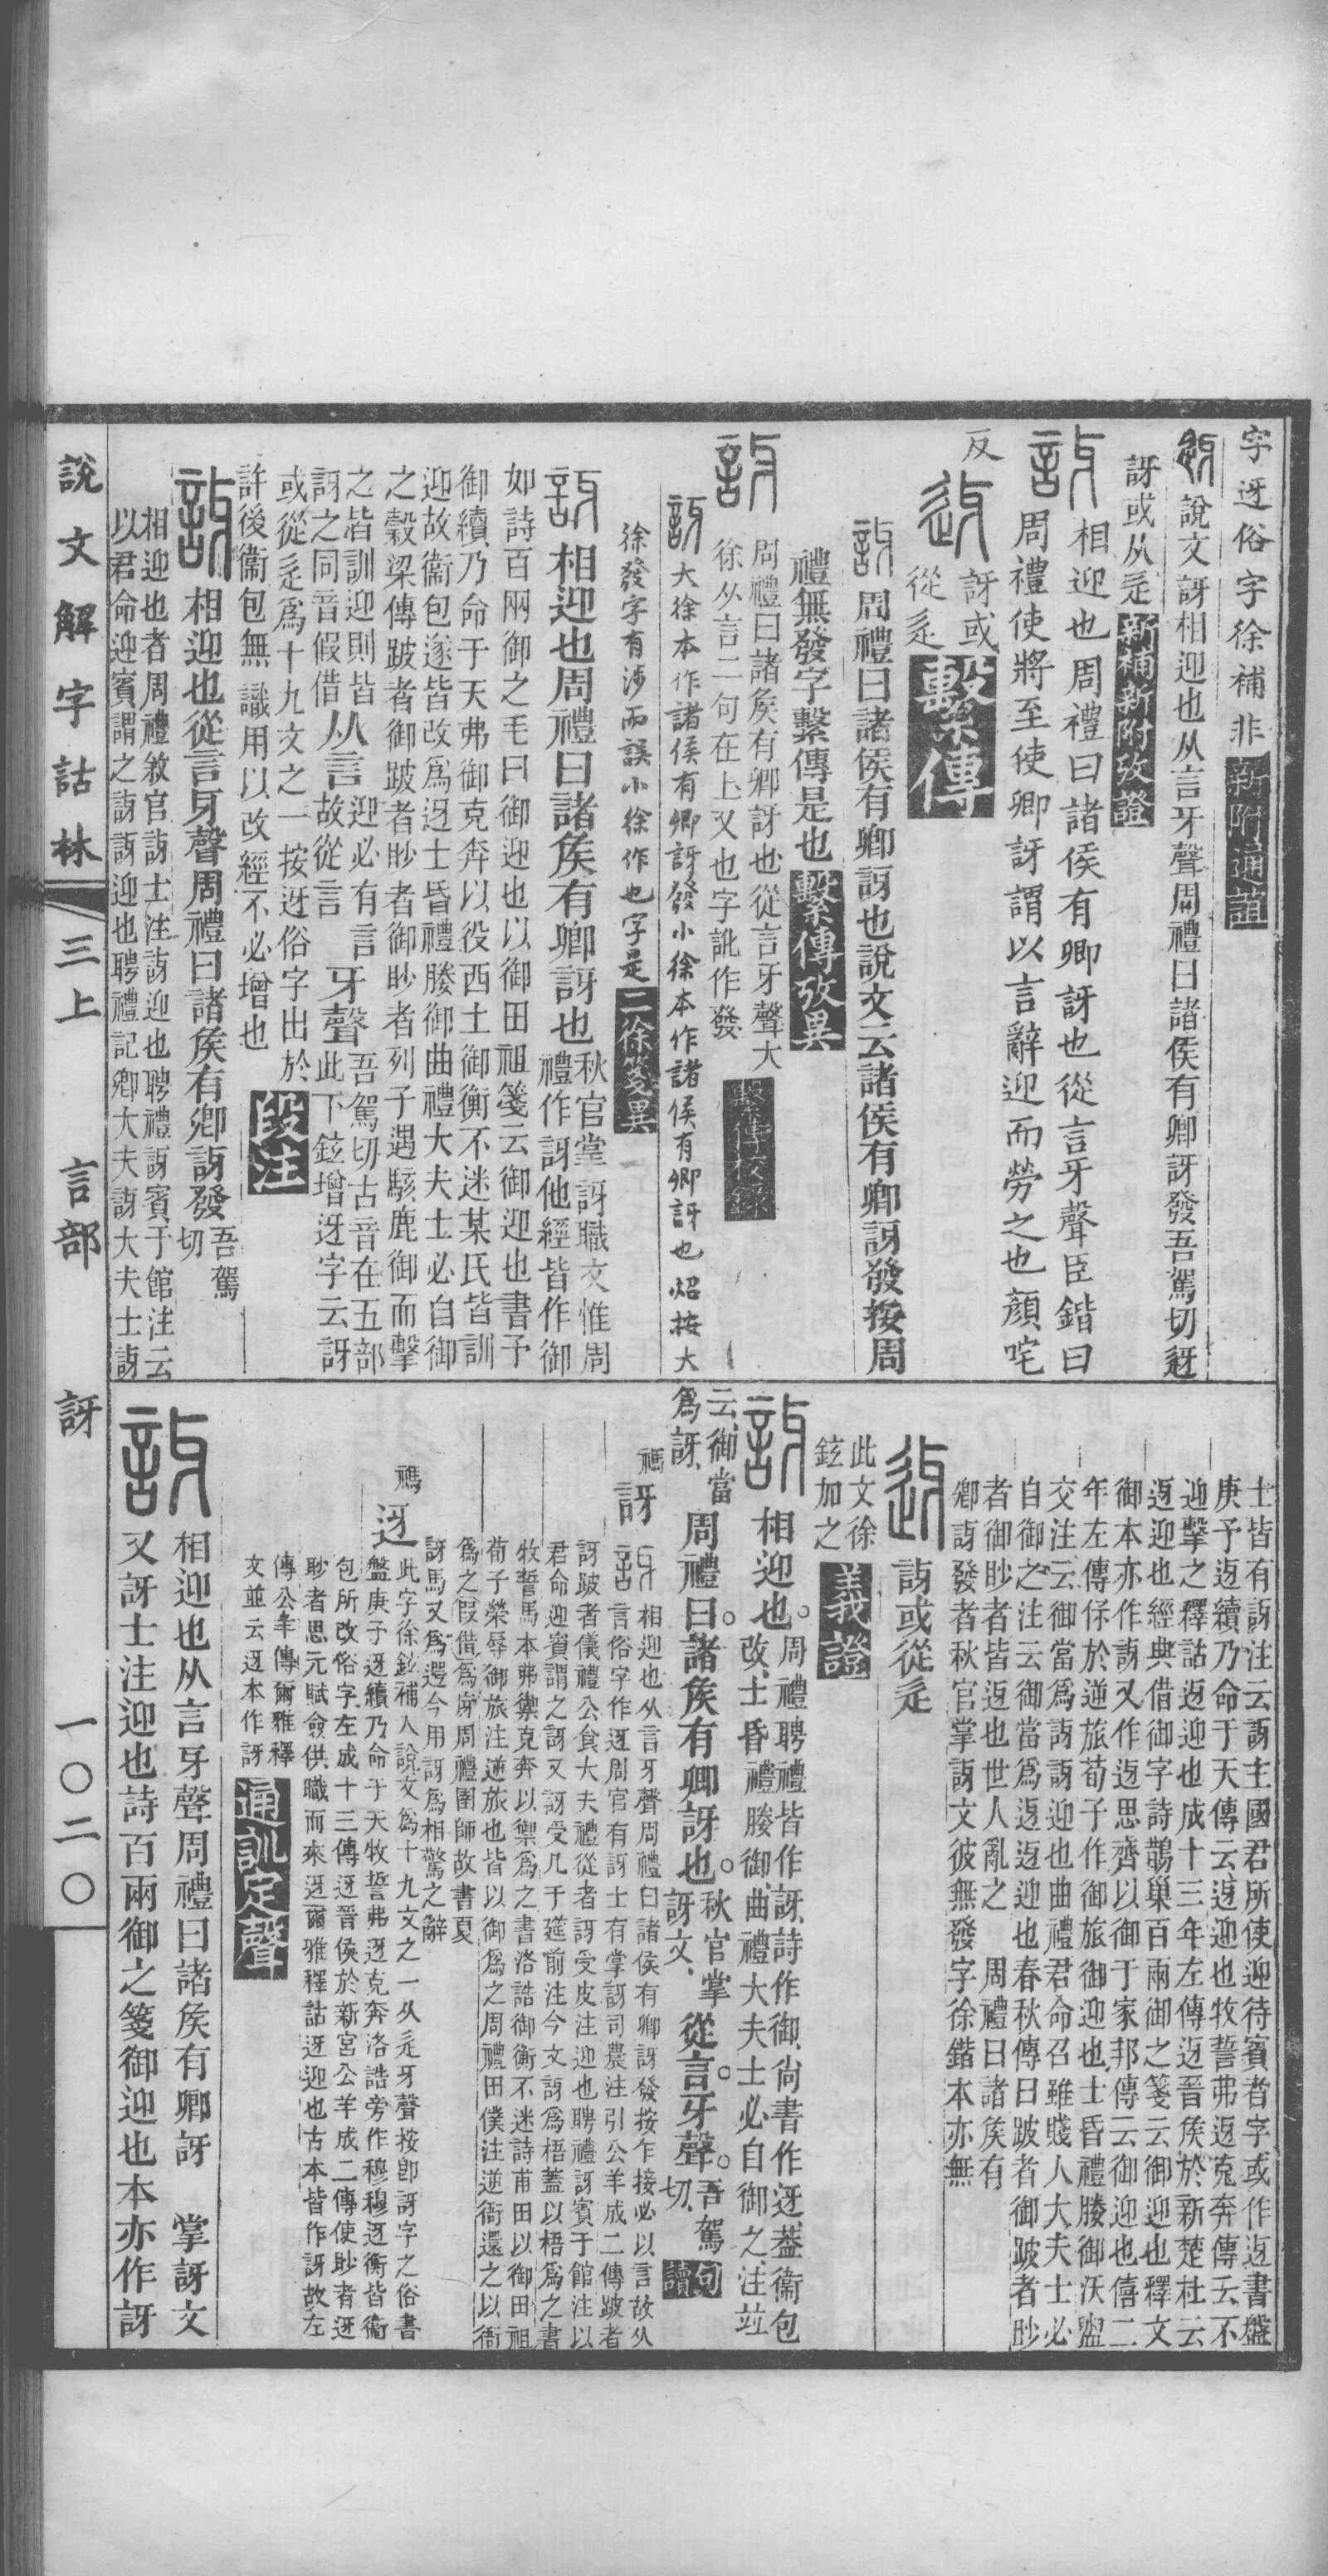 字迓俗字徐補非新附通誼
說文訝相迎也从言牙聲周禮曰諸侯有卿訝發吾駕切迓
訝或从辵新補新附攷證
訝相迎也周禮曰諸侯有卿訝也從言牙聲臣鍇曰
周禮使將至使卿訝謂以言辭迎而勞之也顏咤
反
訝或
從辵繫傳
訝周禮曰諸侯有卿訝也說文云諸侯有卿訝發按周
禮無發字繫傳是也繫傳攷異
訝周禮曰諸矦有卿訝也從言牙聲大
徐从言二句在上又也字訛作發繫傳校錄
訝大徐本作諸侯有卿訝發小徐本作諸侯有卿訝也炤按大
徐發字有涉而誤小徐作也字是二徐箋異
訝相迎也周禮曰諸矦有卿訝也秋官掌訝職文惟周
禮作訝他經皆作御
如詩百网御之毛曰御迎也以御田祖箋云御迎也書予
御續乃命于天弗御克奔以役西土御衡不迷某氏皆訓
迎故衞包遂皆改爲迓士昏禮媵御曲禮大夫士必自御
之穀梁傳跛者御跛者眇者御眇者列子遇駭鹿御而擊
之皆訓迎則皆
訝之同音假借从言迎必有言
故從言牙聲吾駕切古音在五部
此下鉉增迓字云訝
或從辵爲十九文之一按迓俗字出於
許後衞包無識用以改經不必增也段注
訝相迎也從言牙聲周禮曰諸矦有卿訝發吾駕
切
相迎也者周禮敘官訝士注訝迎也聘禮訝賓于館注云
以君命迎賓謂之訝訝迎也聘禮記卿大夫訝大夫士訝
士皆有訝注云訝主國君所使迎待賓者字或作迓書盤
庚予迓續乃命于天傳云迓迎也牧誓弗迓克奔傳云不
迎擊之釋詁迓迎也成十三年左傳迓晉矦於新楚杜云
迓迎也經典借御字詩鵲巢百兩御之箋云御迎也釋文
御本亦作訝又作迓思齊以御于家邦傳云御迎也僖二
年左傳保於逆旅荀子作御旅御迎也士昏禮媵御沃盥
交注云御當爲訝訝迎也曲禮君命召雖賤人大夫士必
自御之注云御當爲迓迓迎也春秋傳曰跛者御跛者眇
者御眇者皆迓也世人亂之 周禮曰諸矦有
卿訝發者秋官掌訝文彼無發字徐鍇本亦無
訝或從辵
此文徐
鉉加之義證
訝相迎也周禮聘禮皆作訝詩作御尙書作迓葢衞包
改士昏禮媵御曲禮大夫士必自御之注竝
云御當
爲訝周禮曰諸矦有卿訝也秋官掌
訝文從言牙聲吾駕
切句讀
訝相迎也从言牙聲周禮曰諸侯有卿訝發按乍接必以言故从
言俗字作迓周官有訝士有掌訝司農注引公羊成二傳跛者
訝跛者儀禮公食大夫禮從者訝受皮注迎也聘禮訝賓于館注以
君命迎賓謂之訝又訝受几于筵前注今文訝爲梧葢以梧爲之書
牧誓馬本弗禦克奔以禦爲之書洛誥御衡不迷詩甫田以御田祖
荀子榮辱御旅注逆旅也皆以御爲之周禮田僕注逆衙還之以衙
爲之 假借爲房周禮圉師故書夏
訝馬又爲遻今用訝爲相驚之辭
迓此字徐鉉補入說文爲十九文之一从辵牙聲按卽訝字之俗書
盤庚予迓續乃命于天牧誓弗迓克奔洛誥旁作穆穆迓衡皆衞
包所改俗字左成十三傳迓晉侯於新宮公羊成二傳使眇者迓
眇者思元賦僉供職而來迓爾雅釋詁迓迎也古本皆作訝故左
傳公羊傳爾雅釋
文並云迓本作訝通訓定聲
訝相迎也从言牙聲周禮曰諸矦有卿訝 掌訝文
又訝士注迎也詩百兩御之箋御迎也本亦作訝
說文解字詁林 三上 言部 訝 一〇二〇